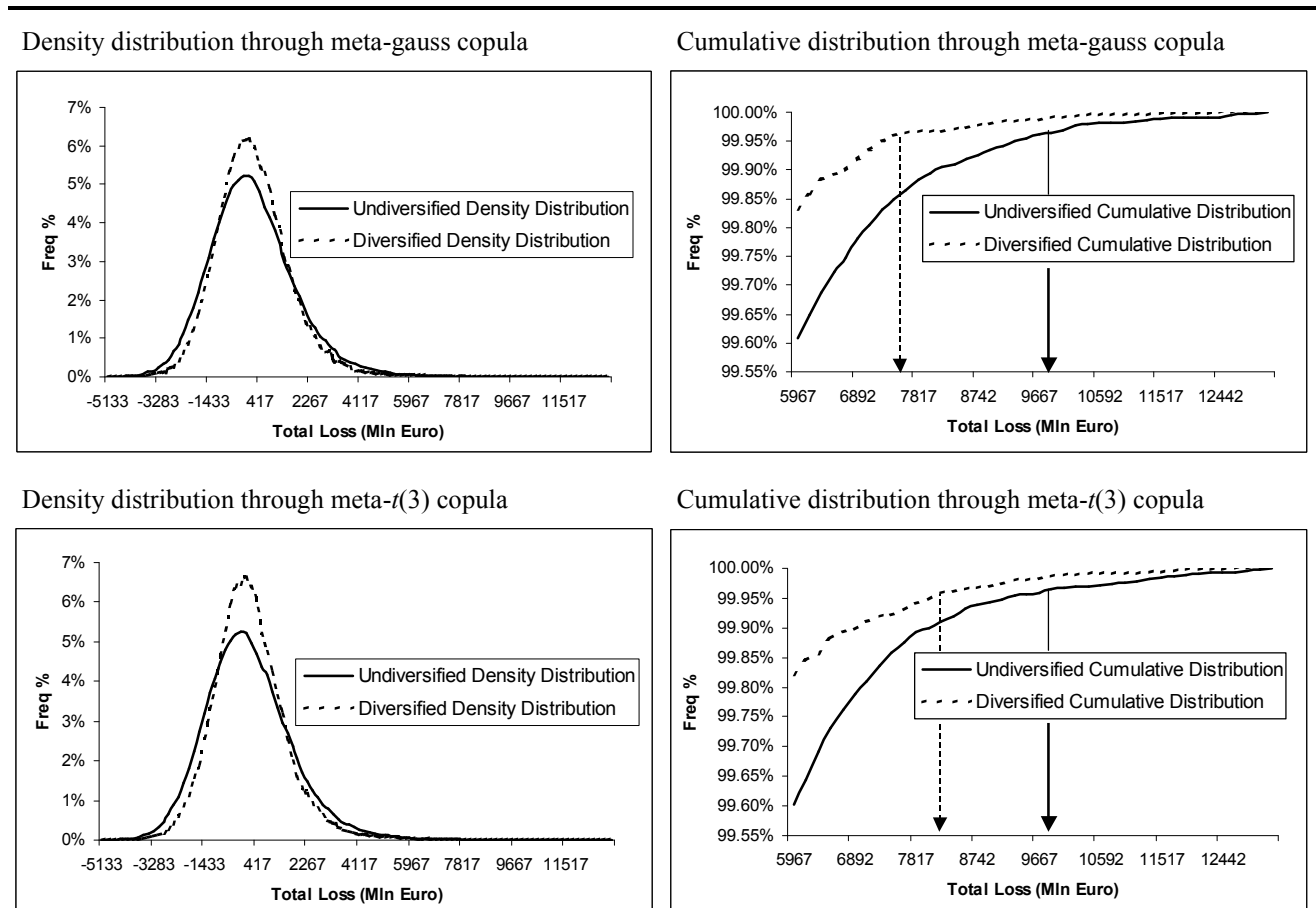 Density distribution through meta-gauss copula
7%
6%
5%
4%
3%
2%
1%
0%
Freq %
Undiversified Density Distribution
Diversified Density Distribution
-5133 -3283 -1433 417 2267 4117 5967 7817 9667 11517
Total Loss (Mln Euro)
Cumulative distribution through meta-gauss copula
100.00%
99.95%
99.90%
99.85%
99.80%
99.75%
99.70%
99.65%
99.60%
99.55%
Freq %
Undiversified Cumulative Distribution
Diversified Cumulative Distribution
5967 6892 7817 8742 9667 10592 11517 12442
Total Loss (Mln Euro)
Density distribution through meta-t(3) copula
7%
6%
5%
4%
3%
2%
1%
0%
Freq %
Undiversified Density Distribution
Diversified Density Distribution
-5133 -3283 -1433 417 2267 4117 5967 7817 9667 11517
Total Loss (Mln Euro)
Cumulative distribution through meta-t(3) copula
100.00%
99.95%
99.90%
99.85%
99.80%
99.75%
99.70%
99.65%
99.60%
99.55%
Freq %
Undiversified Cumulative Distribution
Diversified Cumulative Distribution
5967 6892 7817 8742 9667 10592 11517 12442
Total Loss (Mln Euro)